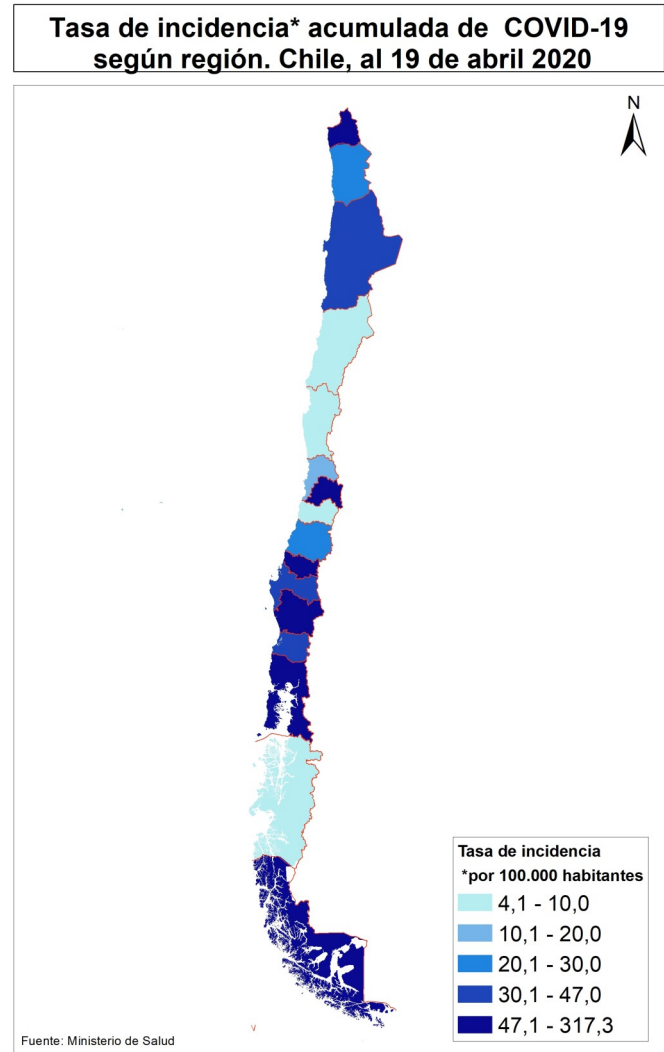 Tasa de incidencia* acumulada de COVID-19
según región. Chile, al 19 de abril 2020
N
Tasa de incidencia
*por 100.000 habitantes
4,1 - 10,0
10,1 - 20,0
20,1 - 30,0
30,1 - 47,0
47,1 - 317,3
Fuente: Ministerio de Salud